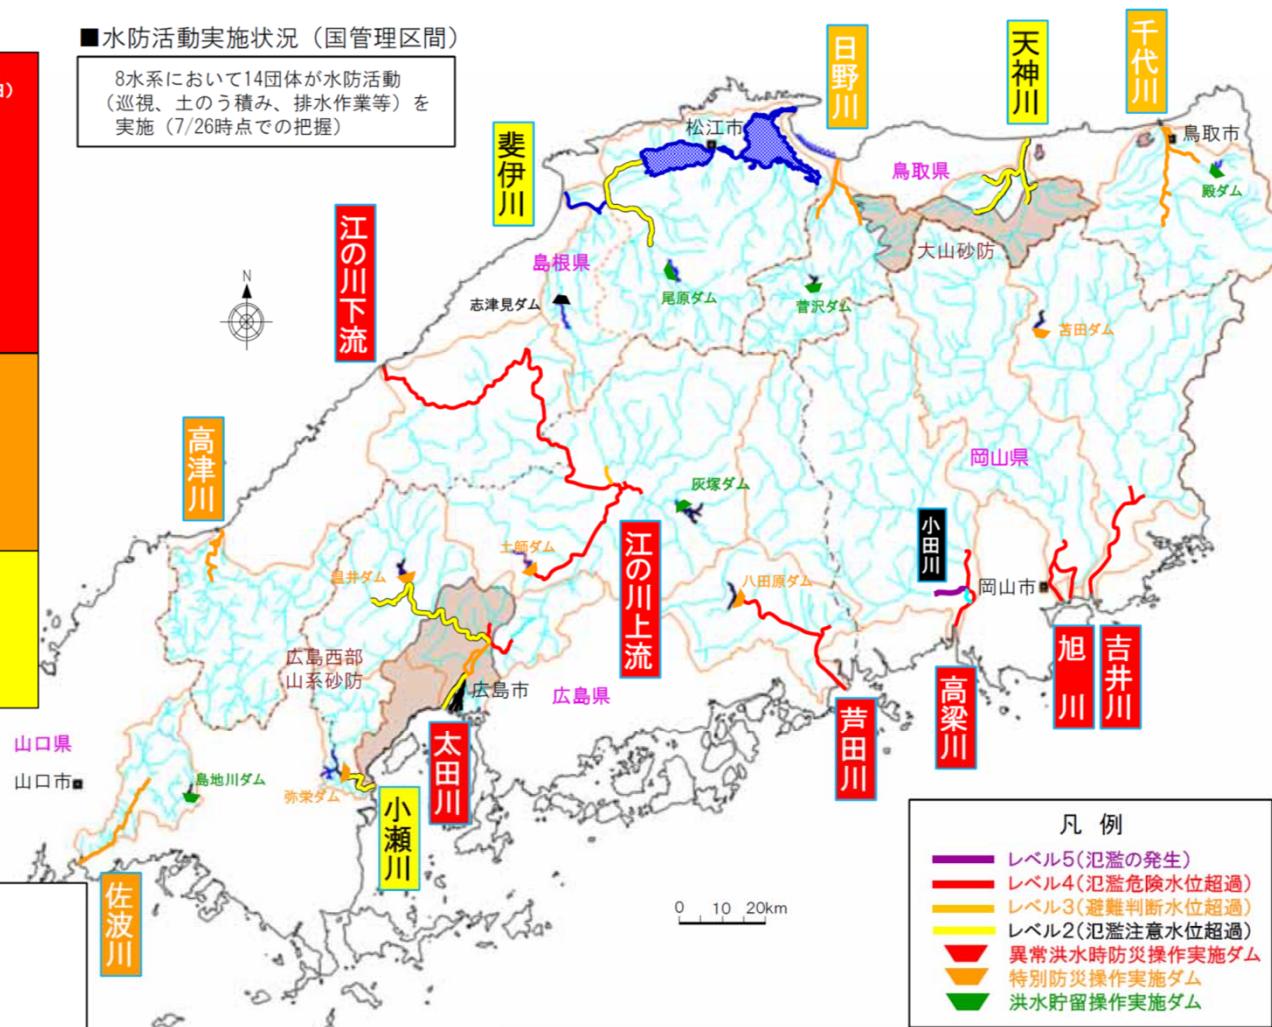 ■水防活動実施状況（国管理区間）
8水系において14団体が水防活動
（巡視、土のう積み、排水作業等）を
実施（7/26時点での把握）
千代川
天神川
日野川
斐伊川
松江市
鳥取市
鳥取県
殿ダム
江の川下流
大山砂防
島根県
尾原ダム
志津見ダム
菅沢ダム
苫田ダム
N
高津川
岡山県
灰塚ダム
小田川
土師ダム
江の川上流
温井ダム
八田原ダム
岡山市
広島西部
山系砂防
広島市
広島県
旭川
吉井川
高梁川
芦田川
太田川
山口県
山口市
島地川ダム
弥栄ダム
小瀬川
佐波川
0 10 20km
凡 例
レベル5（氾濫の発生）
レベル4（氾濫危険水位超過）
レベル3（避難判断水位超過）
レベル2（氾濫注意水位超過）
異常洪水時防災操作実施ダム
特別防災操作実施ダム
洪水貯留操作実施ダム